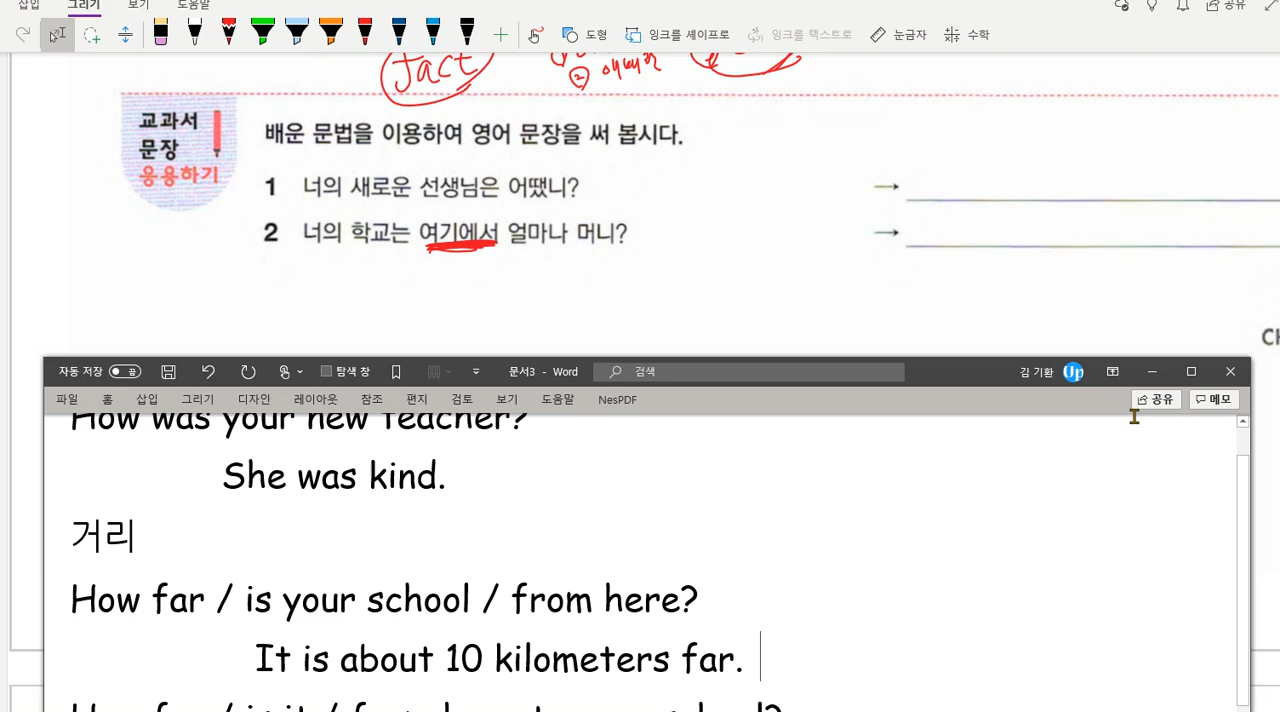 삽입 그리기 보기 도움말 공유
도형 잉크를 셰이프로 잉크를 텍스트로 눈금자 수학
fact
②
교과서
문장
응용하기
배운 문법을 이용하여 영어 문장을 써 봅시다.
1 너의 새로운 선생님은 어땠니? →
2 너의 학교는 여기에서 얼마나 머니? →
자동 저장 끔 탐색 창 문서3 - Word 검색 김 기환 Up
파일 홈 삽입 그리기 디자인 레이아웃 참조 편지 검토 보기 도움말 NesPDF 공유 메모
How was your new teacher?
She was kind.
거리
How far / is your school / from here?
It is about 10 kilometers far.
How far / is it /